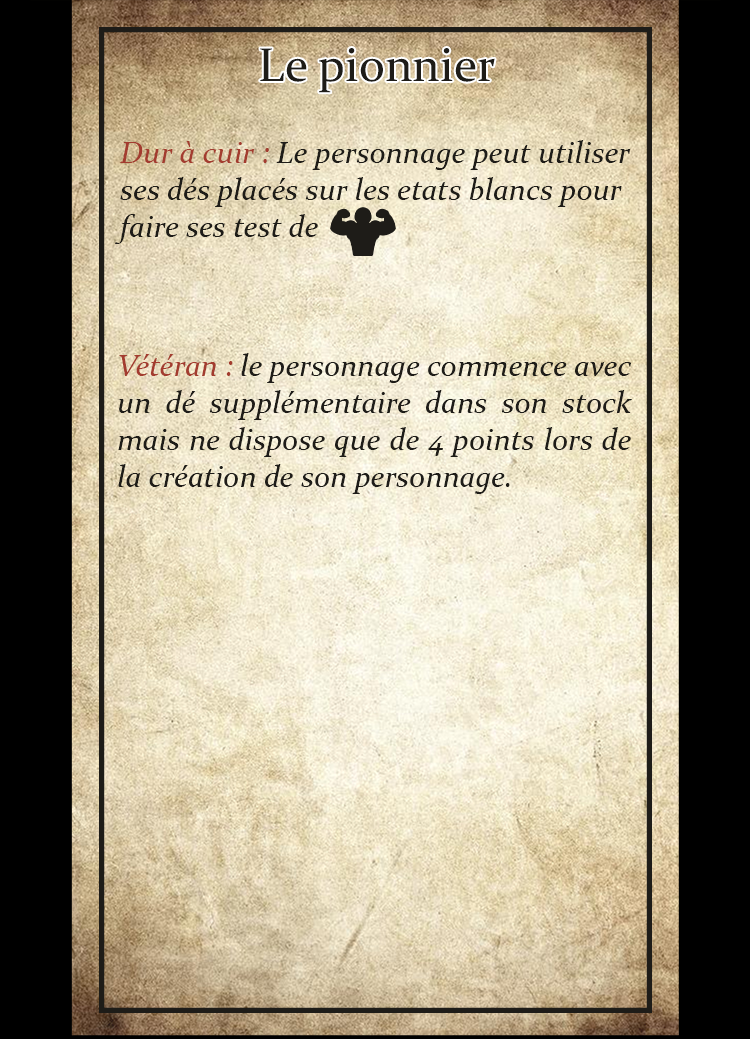 Le pionnier
Dur à cuir : Le personnage peut utiliser
ses dés placés sur les etats blancs pour
faire ses test de
Vétéran : le personnage commence avec
un dé supplémentaire dans son stock
mais ne dispose que de 4 points lors de
la création de son personnage.